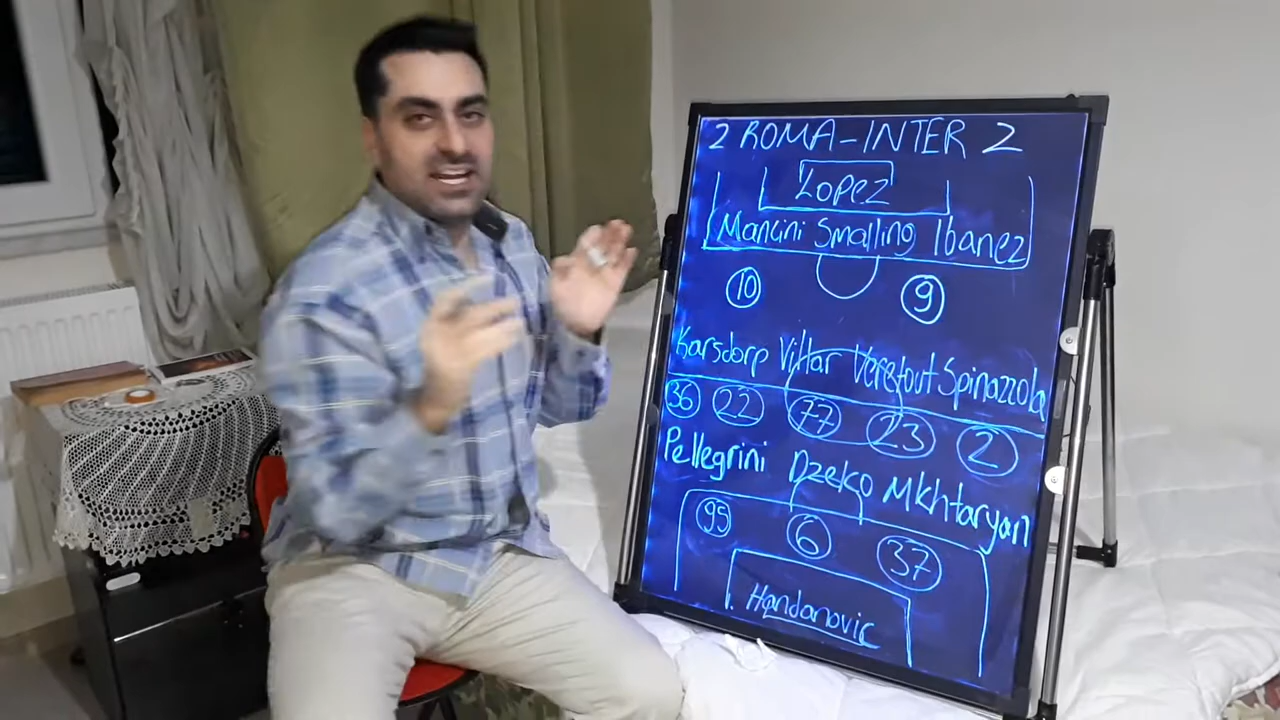 2 ROMA-INTER 2
Lopez
Mancini Smalling Ibanez
10 9
Karsdorp Villar Veretout Spinazzola
36 22 77 23 2
Pellegrini Dzeko Mkhtaryan
95 6 37
Handanovic